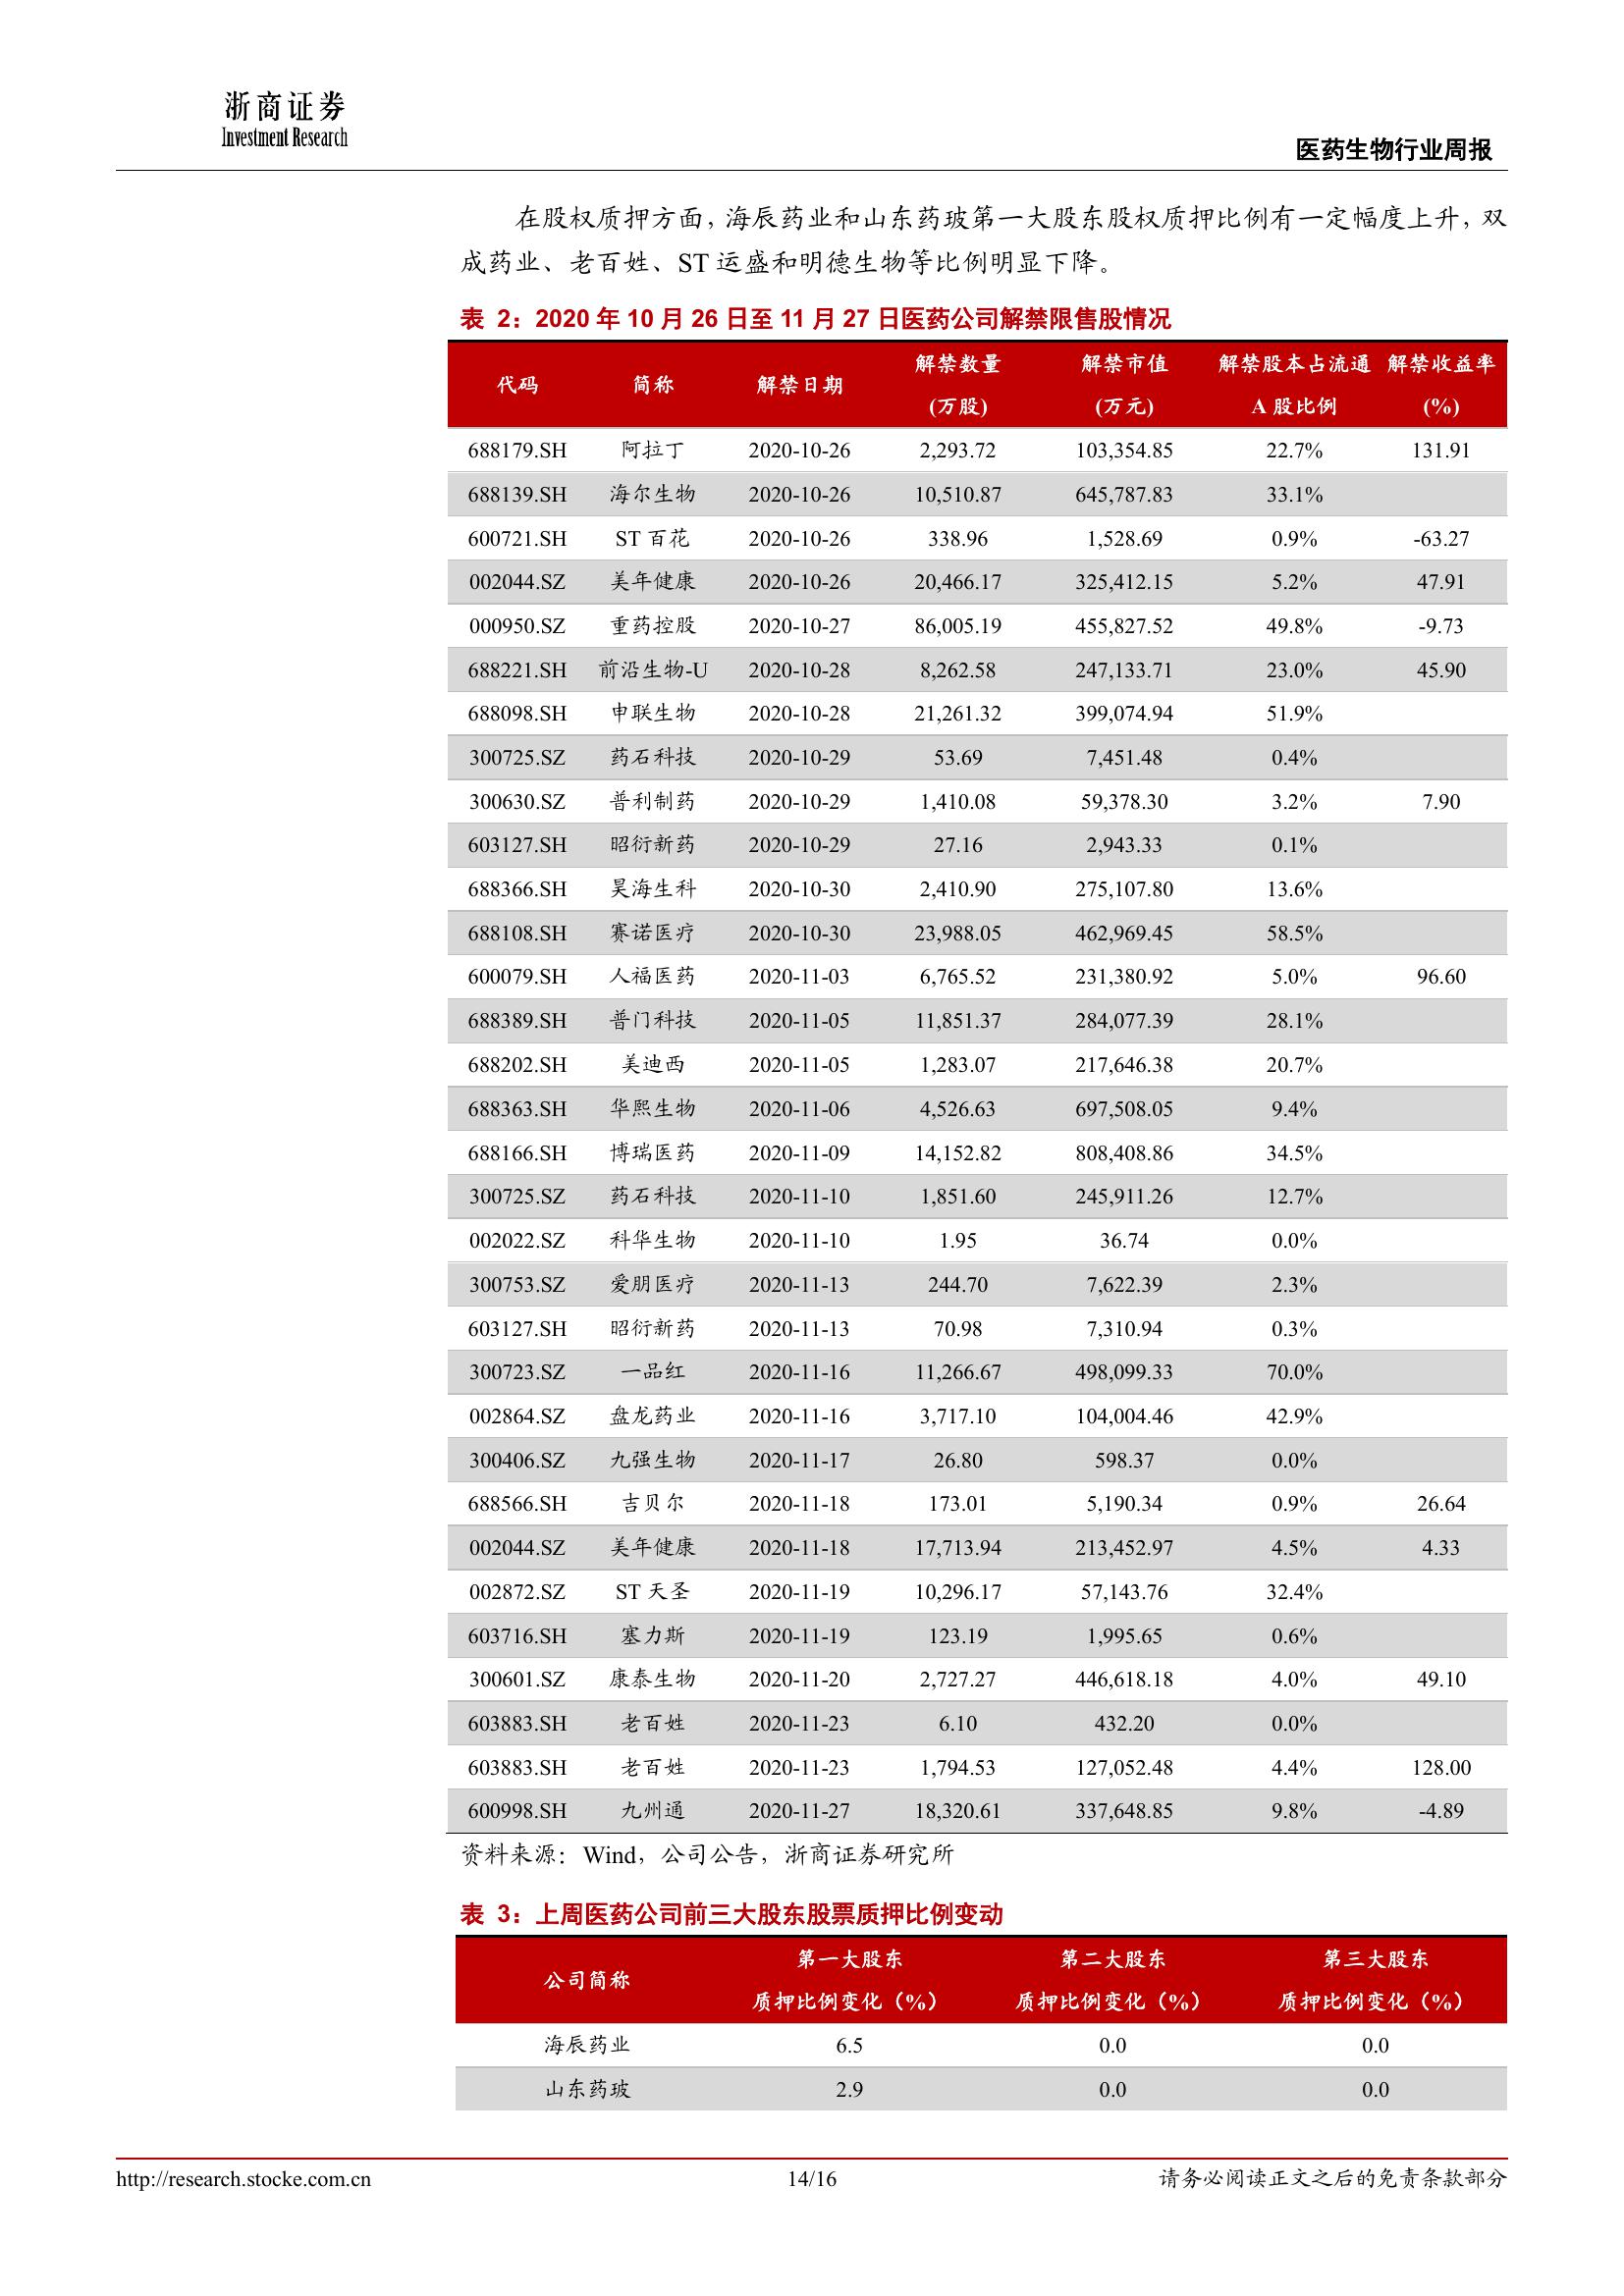 浙商证券
Investment Research
医药生物行业周报
在股权质押方面，海辰药业和山东药玻第一大股东股权质押比例有一定幅度上升，双
成药业、老百姓、ST 运盛和明德生物等比例明显下降。
表 2：2020 年 10 月 26 日至 11 月 27 日医药公司解禁限售股情况
代码 简称 解禁日期 解禁数量 (万股) 解禁市值 (万元) 解禁股本占流通 A 股比例 解禁收益率 (%)
688179.SH 阿拉丁 2020-10-26 2,293.72 103,354.85 22.7% 131.91
688139.SH 海尔生物 2020-10-26 10,510.87 645,787.83 33.1%
600721.SH ST 百花 2020-10-26 338.96 1,528.69 0.9% -63.27
002044.SZ 美年健康 2020-10-26 20,466.17 325,412.15 5.2% 47.91
000950.SZ 重药控股 2020-10-27 86,005.19 455,827.52 49.8% -9.73
688221.SH 前沿生物-U 2020-10-28 8,262.58 247,133.71 23.0% 45.90
688098.SH 申联生物 2020-10-28 21,261.32 399,074.94 51.9%
300725.SZ 药石科技 2020-10-29 53.69 7,451.48 0.4%
300630.SZ 普利制药 2020-10-29 1,410.08 59,378.30 3.2% 7.90
603127.SH 昭衍新药 2020-10-29 27.16 2,943.33 0.1%
688366.SH 昊海生科 2020-10-30 2,410.90 275,107.80 13.6%
688108.SH 赛诺医疗 2020-10-30 23,988.05 462,969.45 58.5%
600079.SH 人福医药 2020-11-03 6,765.52 231,380.92 5.0% 96.60
688389.SH 普门科技 2020-11-05 11,851.37 284,077.39 28.1%
688202.SH 美迪西 2020-11-05 1,283.07 217,646.38 20.7%
688363.SH 华熙生物 2020-11-06 4,526.63 697,508.05 9.4%
688166.SH 博瑞医药 2020-11-09 14,152.82 808,408.86 34.5%
300725.SZ 药石科技 2020-11-10 1,851.60 245,911.26 12.7%
002022.SZ 科华生物 2020-11-10 1.95 36.74 0.0%
300753.SZ 爱朋医疗 2020-11-13 244.70 7,622.39 2.3%
603127.SH 昭衍新药 2020-11-13 70.98 7,310.94 0.3%
300723.SZ 一品红 2020-11-16 11,266.67 498,099.33 70.0%
002864.SZ 盘龙药业 2020-11-16 3,717.10 104,004.46 42.9%
300406.SZ 九强生物 2020-11-17 26.80 598.37 0.0%
688566.SH 吉贝尔 2020-11-18 173.01 5,190.34 0.9% 26.64
002044.SZ 美年健康 2020-11-18 17,713.94 213,452.97 4.5% 4.33
002872.SZ ST 天圣 2020-11-19 10,296.17 57,143.76 32.4%
603716.SH 塞力斯 2020-11-19 123.19 1,995.65 0.6%
300601.SZ 康泰生物 2020-11-20 2,727.27 446,618.18 4.0% 49.10
603883.SH 老百姓 2020-11-23 6.10 432.20 0.0%
603883.SH 老百姓 2020-11-23 1,794.53 127,052.48 4.4% 128.00
600998.SH 九州通 2020-11-27 18,320.61 337,648.85 9.8% -4.89
资料来源：Wind，公司公告，浙商证券研究所
表 3：上周医药公司前三大股东股票质押比例变动
公司简称 第一大股东 质押比例变化（%） 第二大股东 质押比例变化（%） 第三大股东 质押比例变化（%）
海辰药业 6.5 0.0 0.0
山东药玻 2.9 0.0 0.0
http://research.stocke.com.cn 14/16 请务必阅读正文之后的免责条款部分